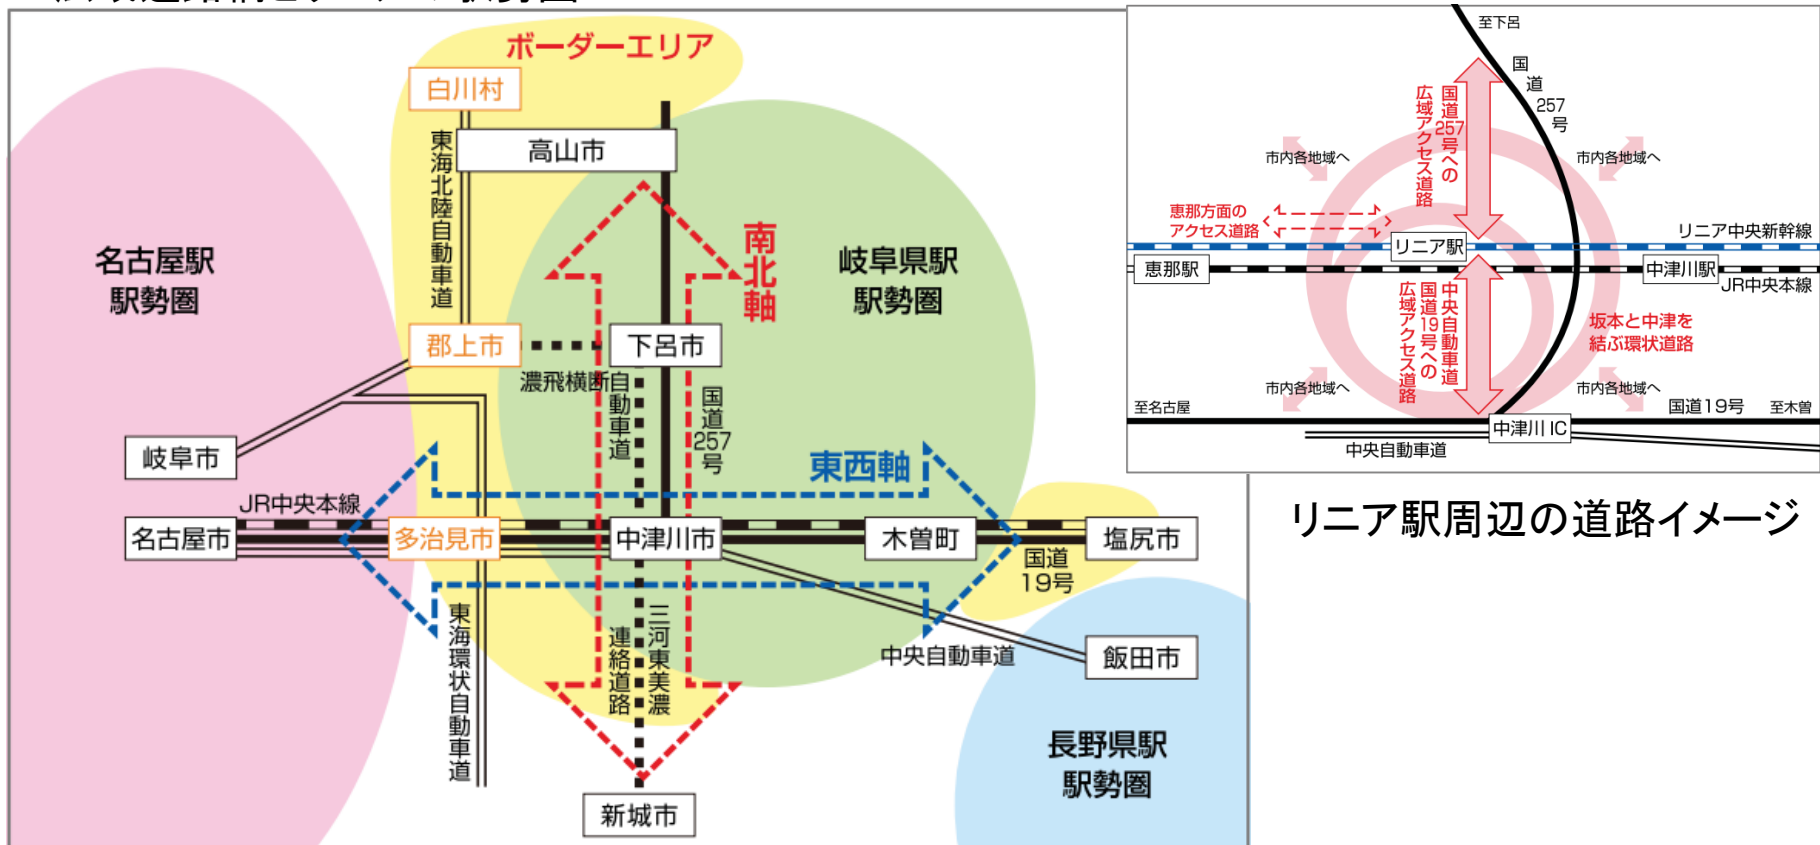 ボーダーエリア
白川村
高山市
東海北陸自動車道
名古屋駅
駅勢圏
南北軸
岐阜県駅
駅勢圏
郡上市
下呂市
濃飛横断自動車道
国道257号
岐阜市
東西軸
JR中央本線
名古屋市
多治見市
中津川市
木曽町
塩尻市
国道
19号
東海環状自動車道
三河東美濃
連絡道路
中央自動車道
飯田市
長野県駅
駅勢圏
新城市
至下呂
国道257号
国道257号への
広域アクセス道路
市内各地域へ
市内各地域へ
恵那方面の
アクセス道路
リニア中央新幹線
リニア駅
恵那駅
中津川駅
JR中央本線
中央自動車道
国道19号への
広域アクセス道路
坂本と中津を
結ぶ環状道路
市内各地域へ
市内各地域へ
至名古屋
国道19号
至木曽
中津川 IC
中央自動車道
リニア駅周辺の道路イメージ